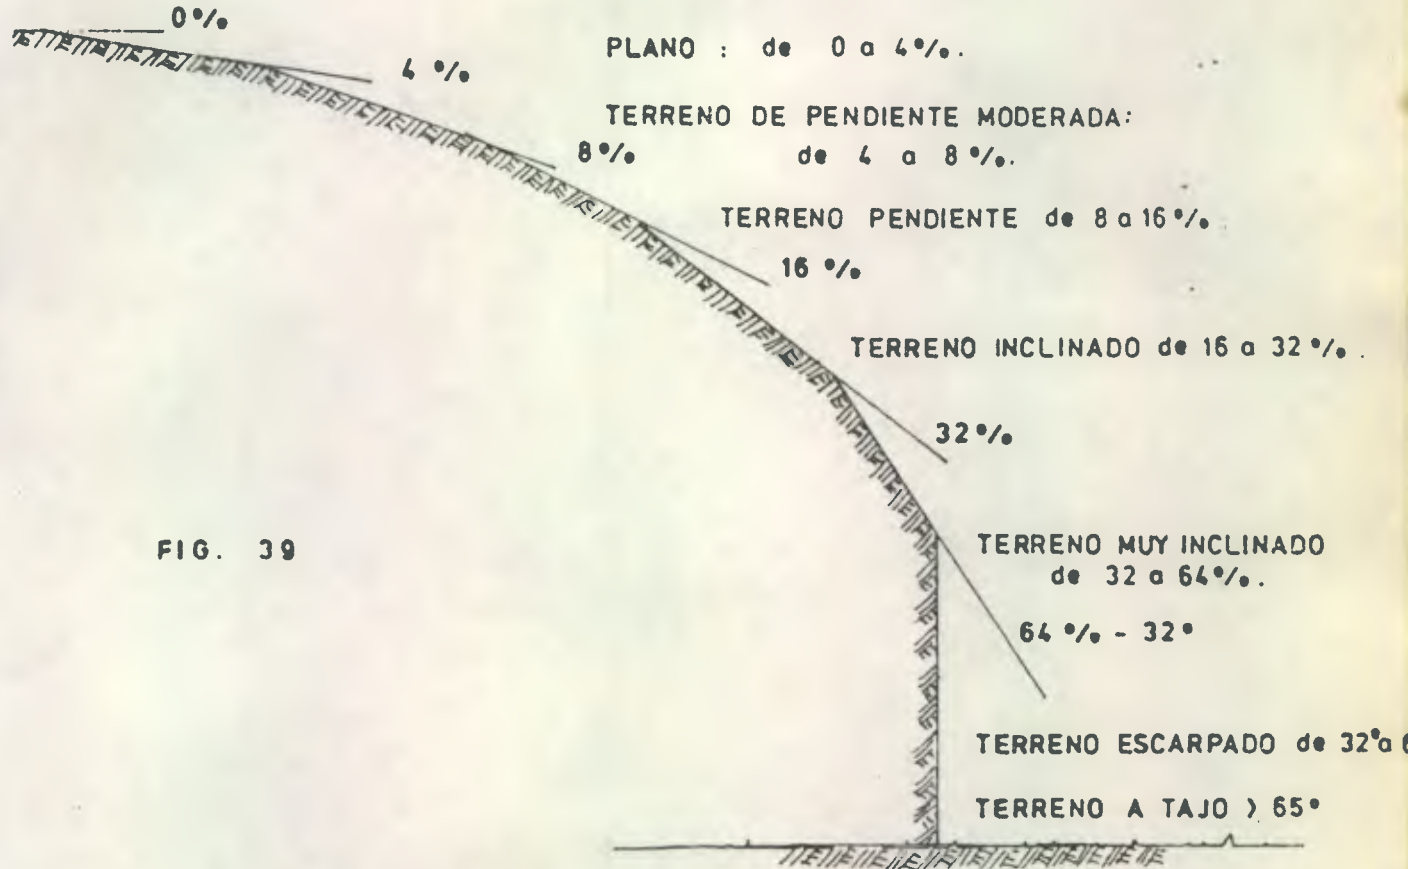 0%
PLANO : de 0 a 4%.
4 %
TERRENO DE PENDIENTE MODERADA:
de 4 a 8%.
8%
TERRENO PENDIENTE de 8 a 16%
16 %
TERRENO INCLINADO de 16 a 32%.
32%
FIG. 39
TERRENO MUY INCLINADO
de 32 a 64%.
64% - 32°
TERRENO ESCARPADO de 32° a
TERRENO A TAJO > 65°